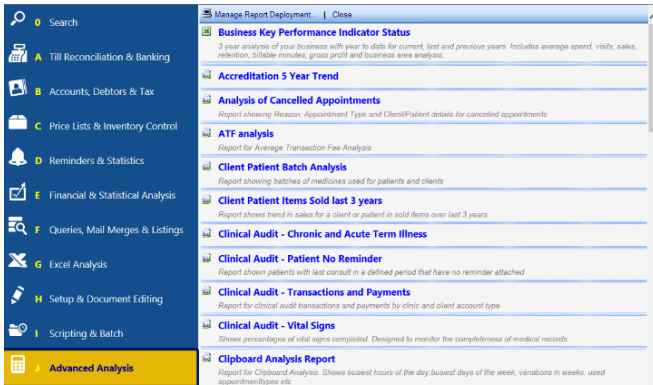 0 Search
A Till Reconciliation & Banking
B Accounts, Debtors & Tax
C Price Lists & Inventory Control
D Reminders & Statistics
E Financial & Statistical Analysis
F Queries, Mail Merges & Listings
G Excel Analysis
H Setup & Document Editing
I Scripting & Batch
J Advanced Analysis
Manage Report Deployment... | Close
Business Key Performance Indicator Status
3 year analysis of your business with year to date for current, last and previous years. Includes average spend, visits, sales,
retention, billable minutes, gross profit and business area analysis.
Accreditation 5 Year Trend
Analysis of Cancelled Appointments
Report showing Reason, Appointment Type and Client/Patient details for cancelled appointments
ATF analysis
Report for Average Transaction Fee Analysis
Client Patient Batch Analysis
Report showing batches of medicines used for patients and clients
Client Patient Items Sold last 3 years
Report shows trend in sales for a client or patient in sold items over last 3 years
Clinical Audit - Chronic and Acute Term Illness
Clinical Audit - Patient No Reminder
Report shown patients with last consult in a defined period that have no reminder attached
Clinical Audit - Transactions and Payments
Report for clinical audit transactions and payments by clinic and client account type
Clinical Audit - Vital Signs
Shows percentages of vital signs completed. Designed to monitor the completeness of medical records.
Clipboard Analysis Report
Report for Clipboard Analysis. Shows busiest hours of the day,busiest days of the week, variations in weeks, used
appointmenttypes etc